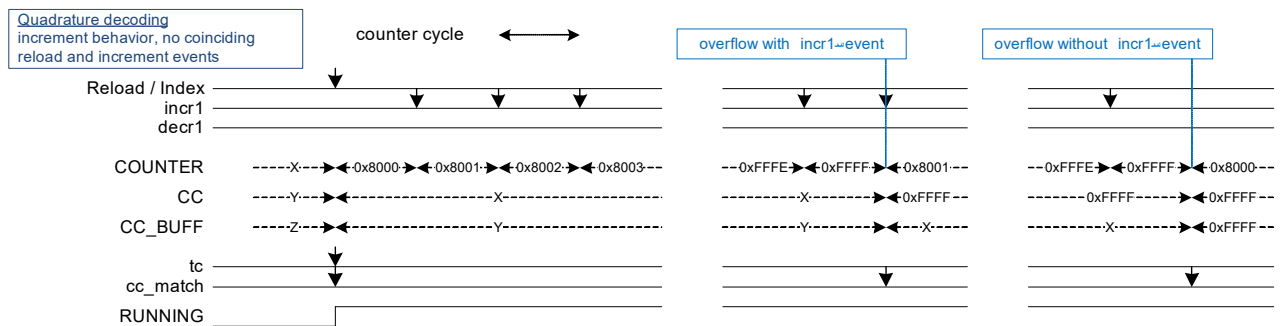 Quadrature decoding
increment behavior, no coinciding
reload and increment events
counter cycle
overflow with incr1 event
overflow without incr1 event
Reload / Index
incr1
decr1
COUNTER X 0x8000 0x8001 0x8002 0x8003 0xFFFE 0xFFFF 0x8001 0xFFFE 0xFFFF 0x8000
CC Y X X 0xFFFF 0xFFFF 0xFFFF
CC_BUFF Z Y Y X X 0xFFFF
tc
cc_match
RUNNING